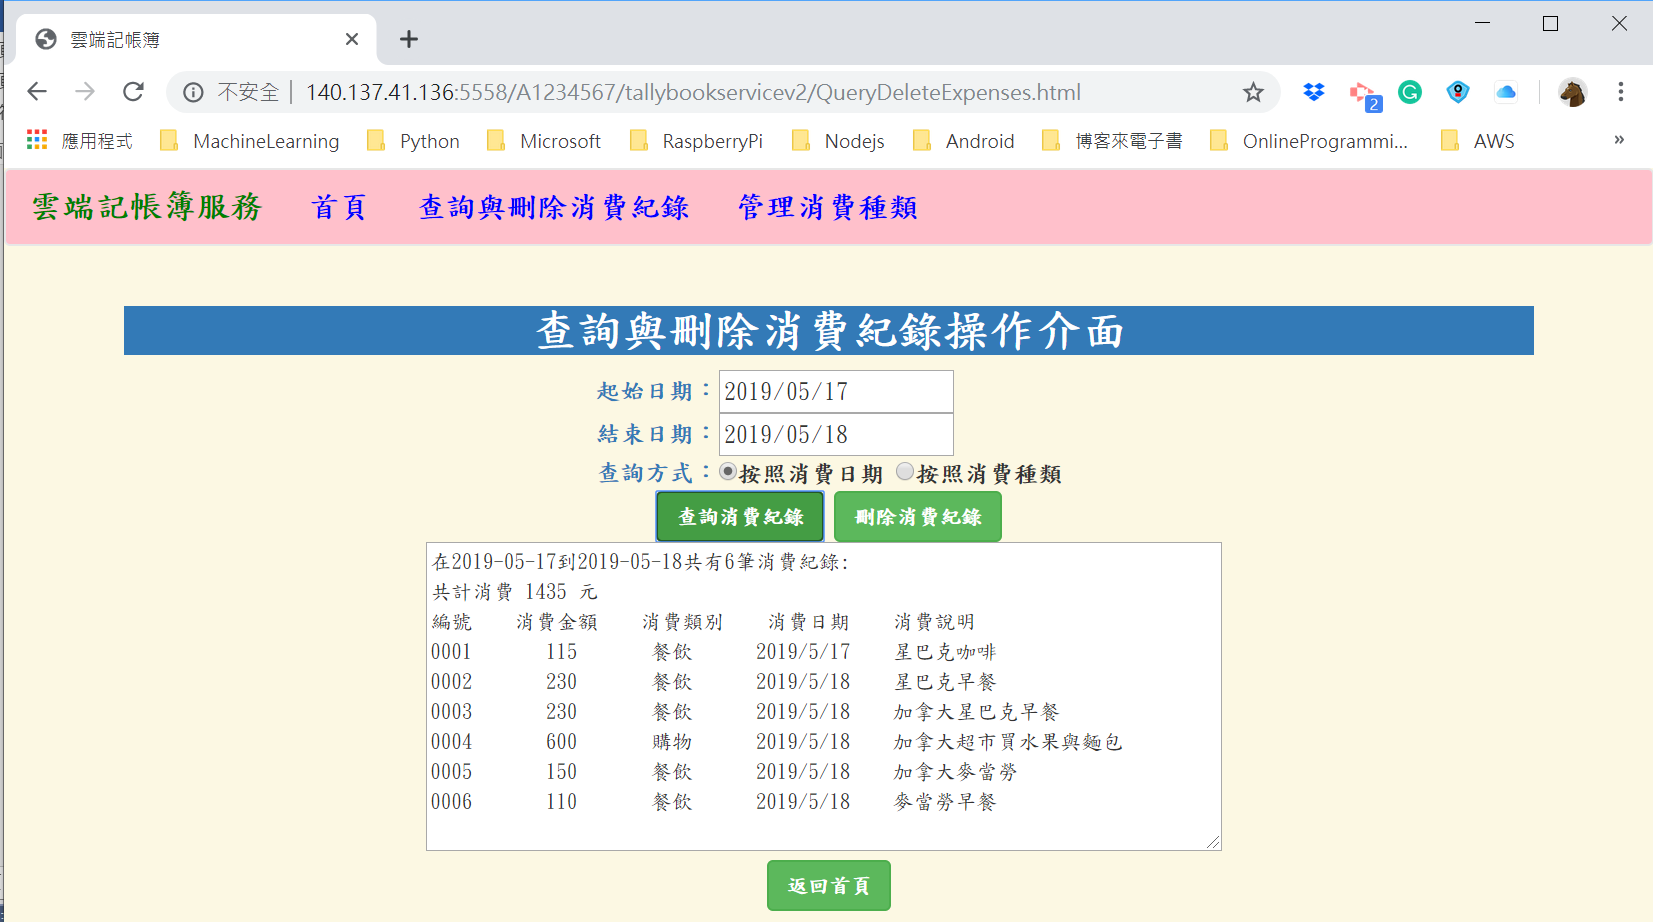 雲端記帳簿
不安全 | 140.137.41.136:5558/A1234567/tallybookservicev2/QueryDeleteExpenses.html
2
應用程式 MachineLearning Python Microsoft RaspberryPi Nodejs Android 博客來電子書 OnlineProgrammi... AWS »
雲端記帳簿服務 首頁 查詢與刪除消費紀錄 管理消費種類
查詢與刪除消費紀錄操作介面
起始日期：2019/05/17
結束日期：2019/05/18
查詢方式：按照消費日期 按照消費種類
查詢消費紀錄 刪除消費紀錄
在2019-05-17到2019-05-18共有6筆消費紀錄:
共計消費 1435 元
編號 消費金額 消費類別 消費日期 消費說明
0001 115 餐飲 2019/5/17 星巴克咖啡
0002 230 餐飲 2019/5/18 星巴克早餐
0003 230 餐飲 2019/5/18 加拿大星巴克早餐
0004 600 購物 2019/5/18 加拿大超市買水果與麵包
0005 150 餐飲 2019/5/18 加拿大麥當勞
0006 110 餐飲 2019/5/18 麥當勞早餐
返回首頁